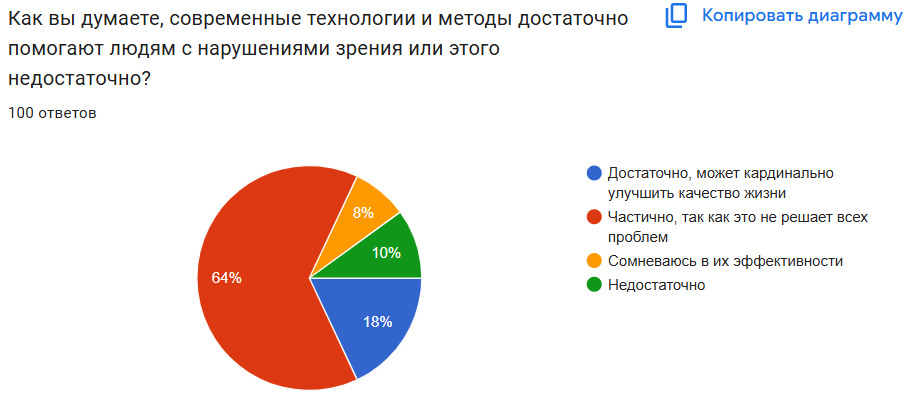 Как вы думаете, современные технологии и методы достаточно
помогают людям с нарушениями зрения или этого
недостаточно?
Копировать диаграмму
100 ответов
8%
10%
64%
18%
Достаточно, может кардинально
улучшить качество жизни
Частично, так как это не решает всех
проблем
Сомневаюсь в их эффективности
Недостаточно